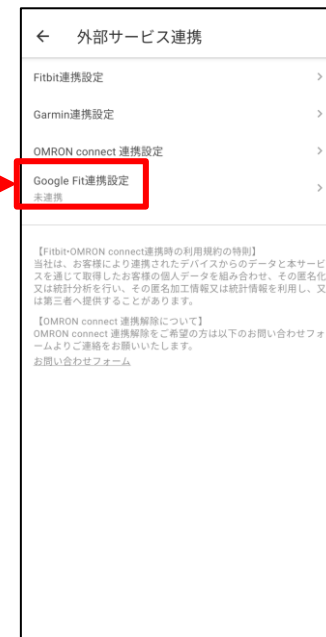 ← 外部サービス連携
Fitbit連携設定
Garmin連携設定
OMRON connect 連携設定
Google Fit連携設定
未連携
【Fitbit・OMRON connect連携時の利用規約の特則】
当社は、お客様により連携されたデバイスからのデータと本サービ
スを通じて取得したお客様の個人データを組み合わせ、その匿名化
又は統計分析を行い、その匿名加工情報又は統計情報を利用し、又
は第三者へ提供することがあります。
【OMRON connect 連携解除について】
OMRON connect 連携解除をご希望の方は以下のお問い合わせフォ
ームよりご連絡をお願いいたします。
お問い合わせフォーム